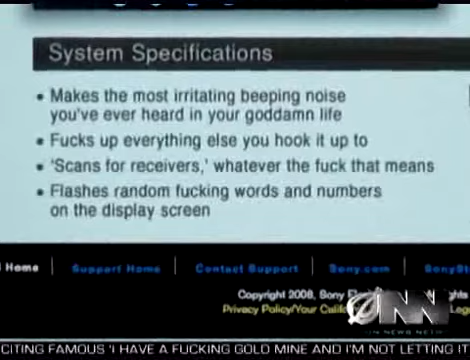 System Specifications
• Makes the most irritating beeping noise
you've ever heard in your goddamn life
• Fucks up everything else you hook it up to
• 'Scans for receivers,' whatever the fuck that means
• Flashes random fucking words and numbers
on the display screen
Home | Support Home | Contact Support | Sony.com |
Copyright 2008, Sony
Privacy Policy/Your
ONN
NEWS
CITING FAMOUS 'I HAVE A FUCKING GOLD MINE AND I'M NOT LETTING IT